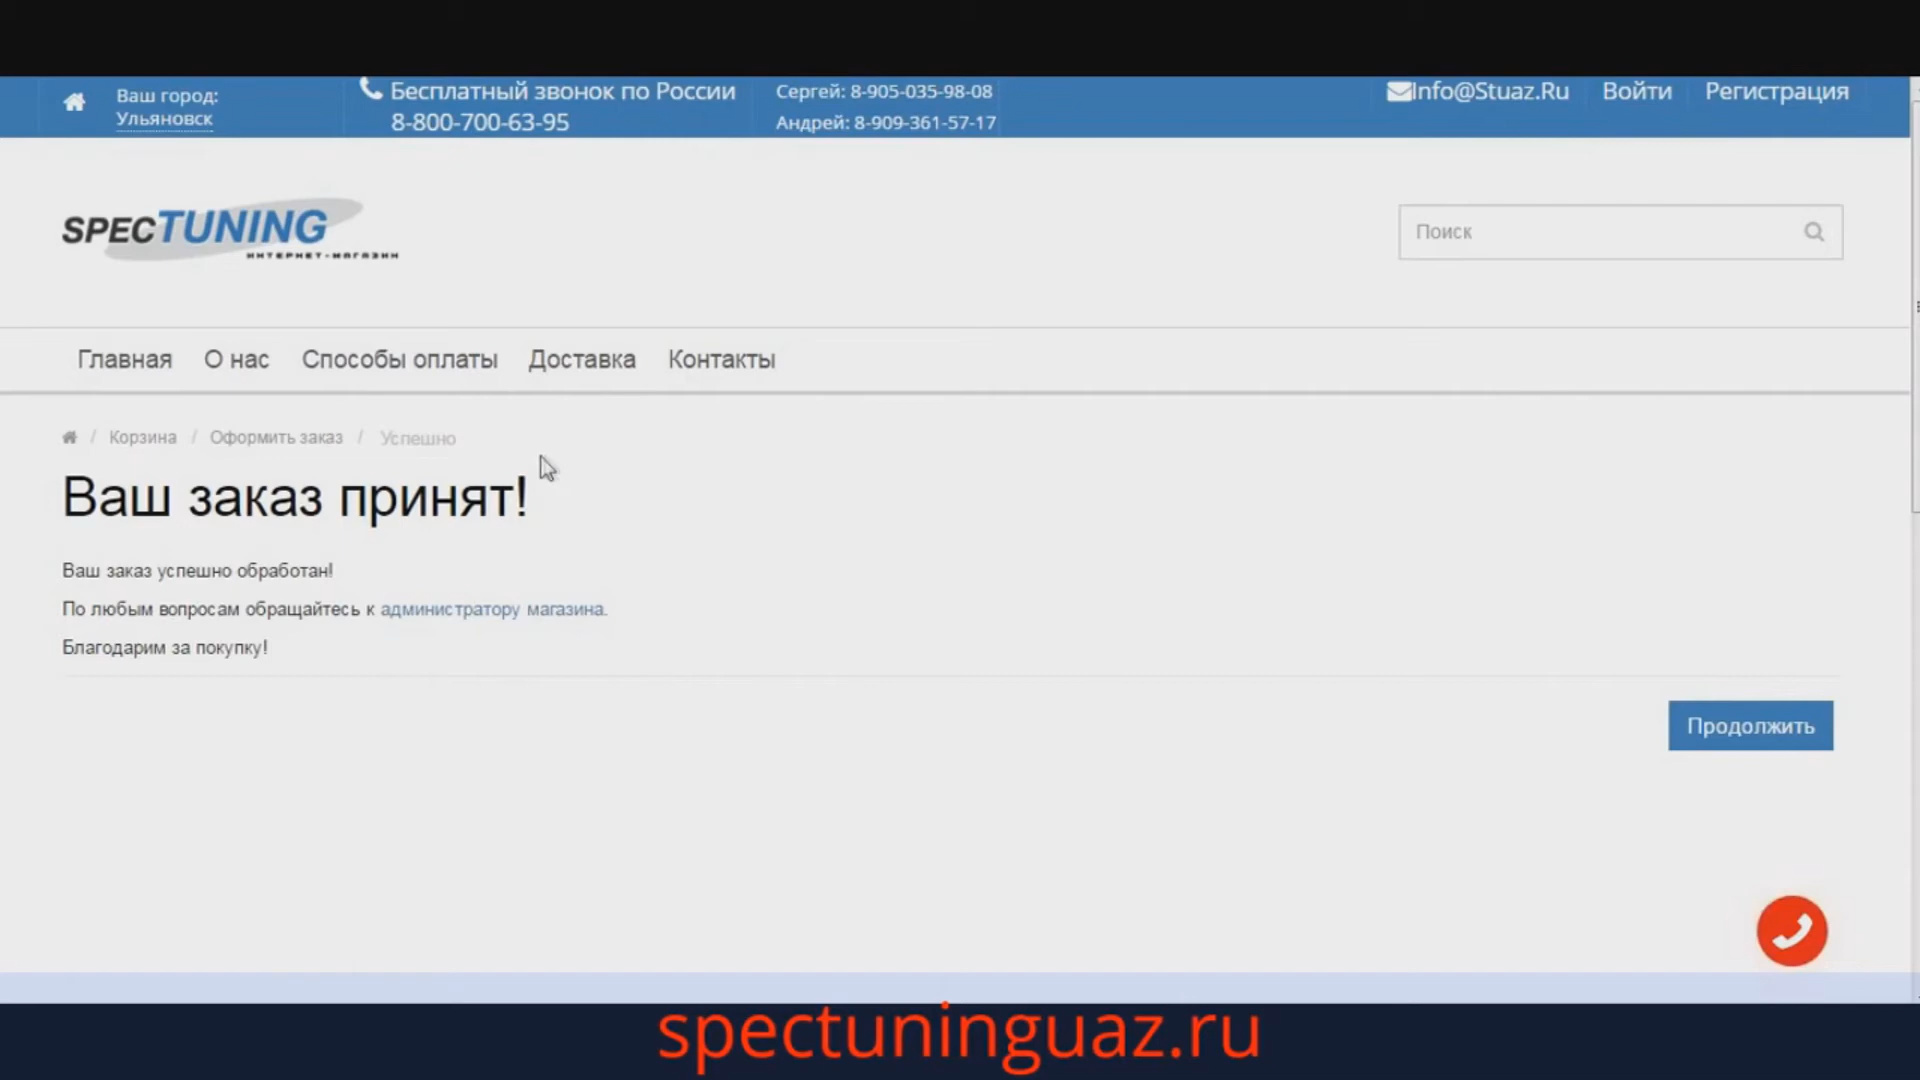 Ваш город:
Ульяновск
Бесплатный звонок по России
8-800-700-63-95
Сергей: 8-905-035-98-08
Андрей: 8-909-361-57-17
Info@Stuaz.Ru
Войти
Регистрация
SPECTUNING
ИНТЕРНЕТ-МАГАЗИН
Поиск
Главная О нас Способы оплаты Доставка Контакты
/ Корзина / Оформить заказ / Успешно
Ваш заказ принят!
Ваш заказ успешно обработан!
По любым вопросам обращайтесь к администратору магазина.
Благодарим за покупку!
Продолжить
spectuninguaz.ru